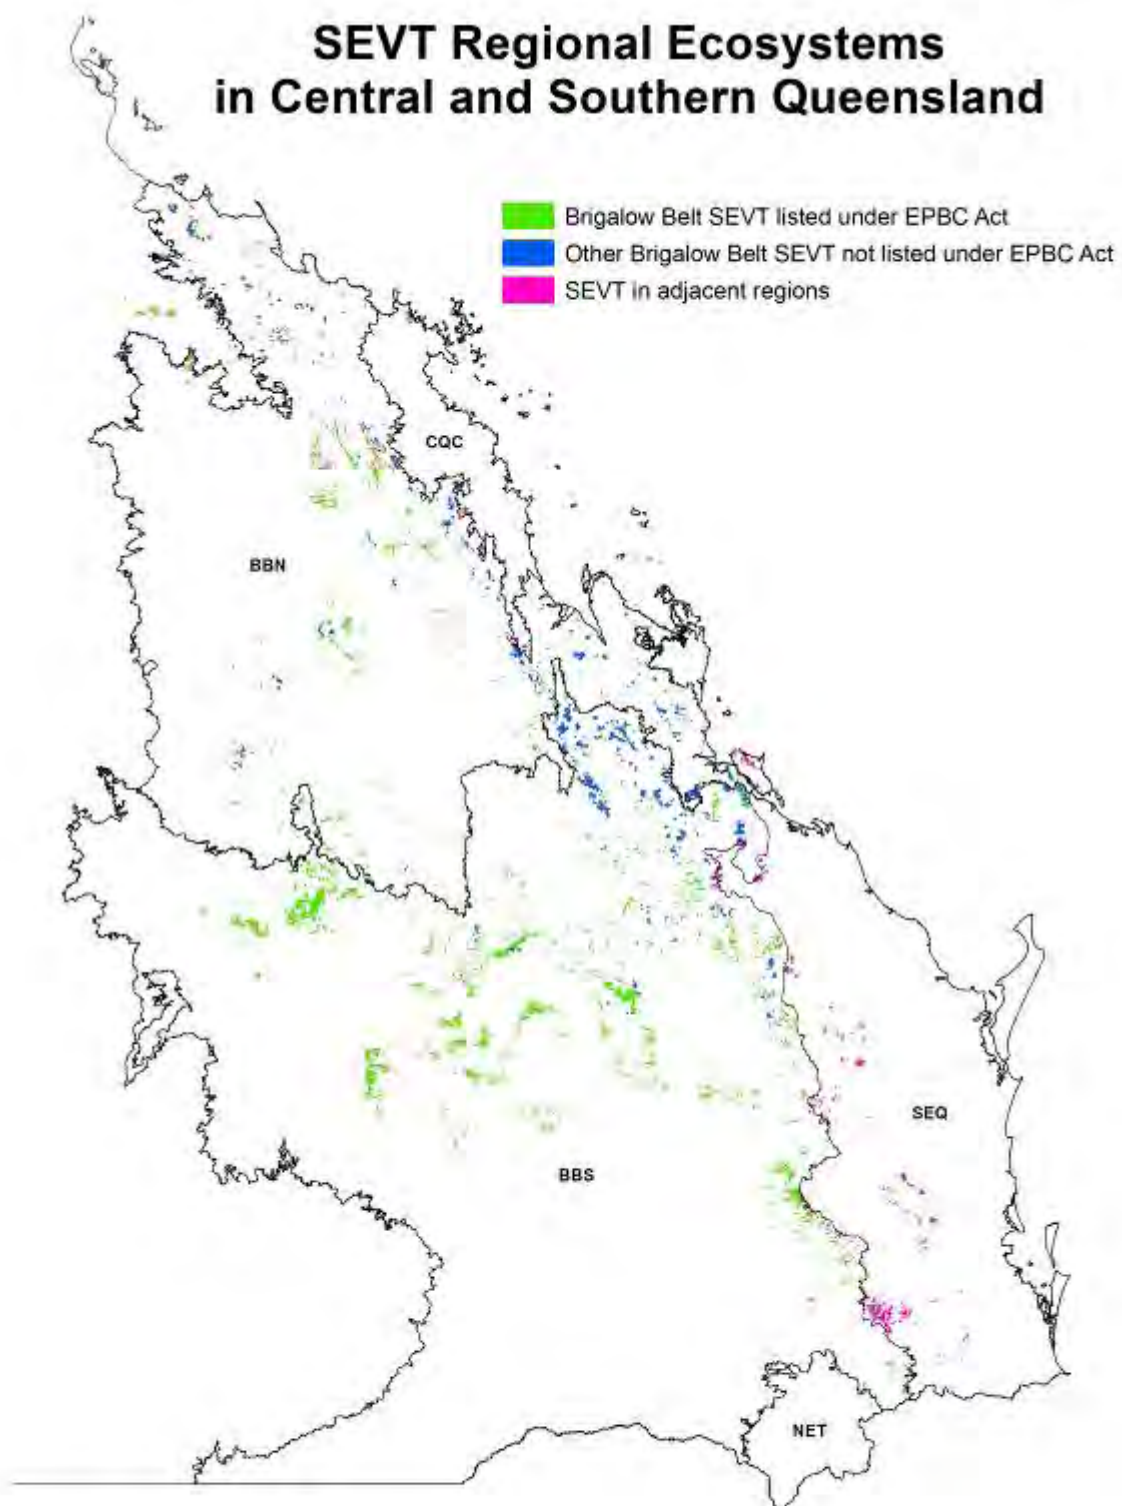 SEVT Regional Ecosystems
in Central and Southern Queensland
Brigalow Belt SEVT listed under EPBC Act
Other Brigalow Belt SEVT not listed under EPBC Act
SEVT in adjacent regions
CQC
BBN
SEQ
BBS
NET